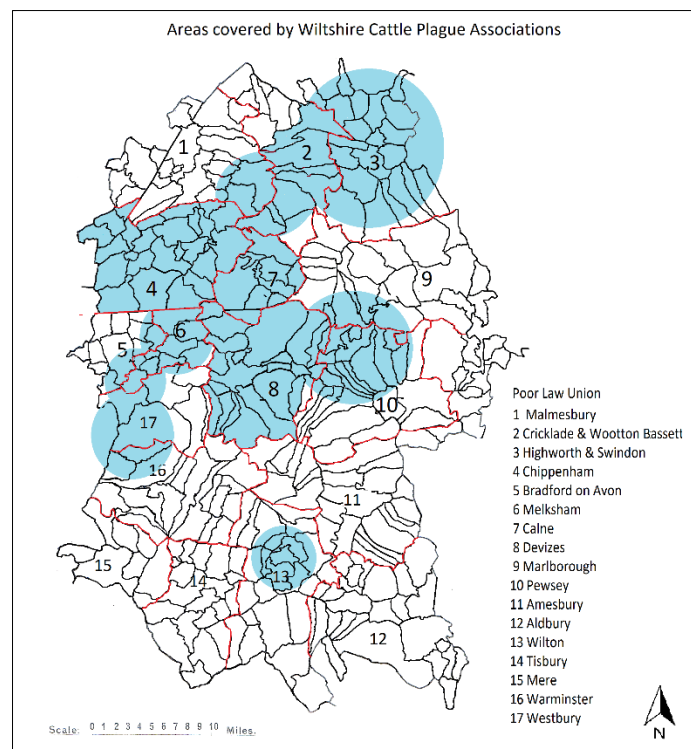 Areas covered by Wiltshire Cattle Plague Associations
1
2
3
9
4
7
5
6
8
17
10
16
11
15
14
13
12
Poor Law Union
1 Malmesbury
2 Cricklade & Wootton Bassett
3 Highworth & Swindon
4 Chippenham
5 Bradford on Avon
6 Melksham
7 Calne
8 Devizes
9 Marlborough
10 Pewsey
11 Amesbury
12 Aldbury
13 Wilton
14 Tisbury
15 Mere
16 Warminster
17 Westbury
Scale: 0 1 2 3 4 5 6 7 8 9 10 Miles.
N